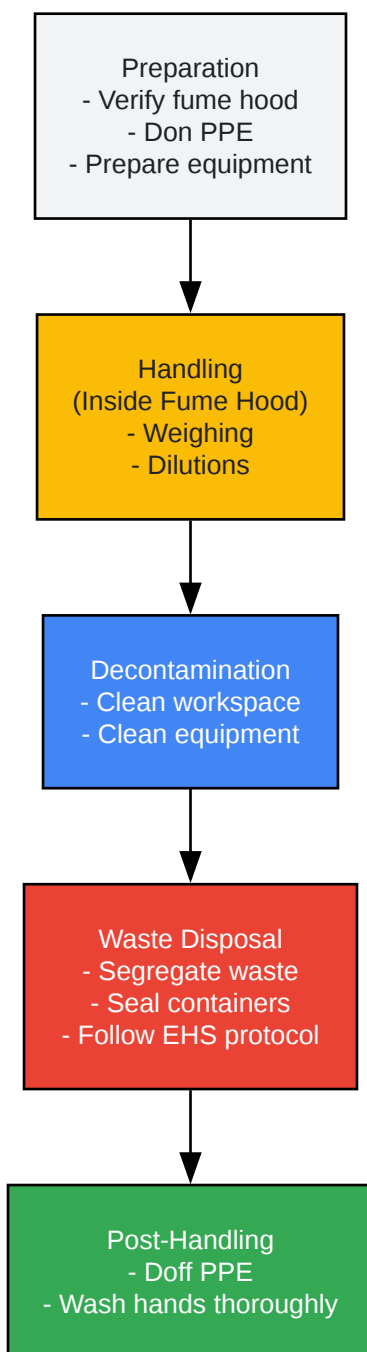 Preparation
- Verify fume hood
- Don PPE
- Prepare equipment
Handling
(Inside Fume Hood)
- Weighing
- Dilutions
Decontamination
- Clean workspace
- Clean equipment
Waste Disposal
- Segregate waste
- Seal containers
- Follow EHS protocol
Post-Handling
- Doff PPE
- Wash hands thoroughly